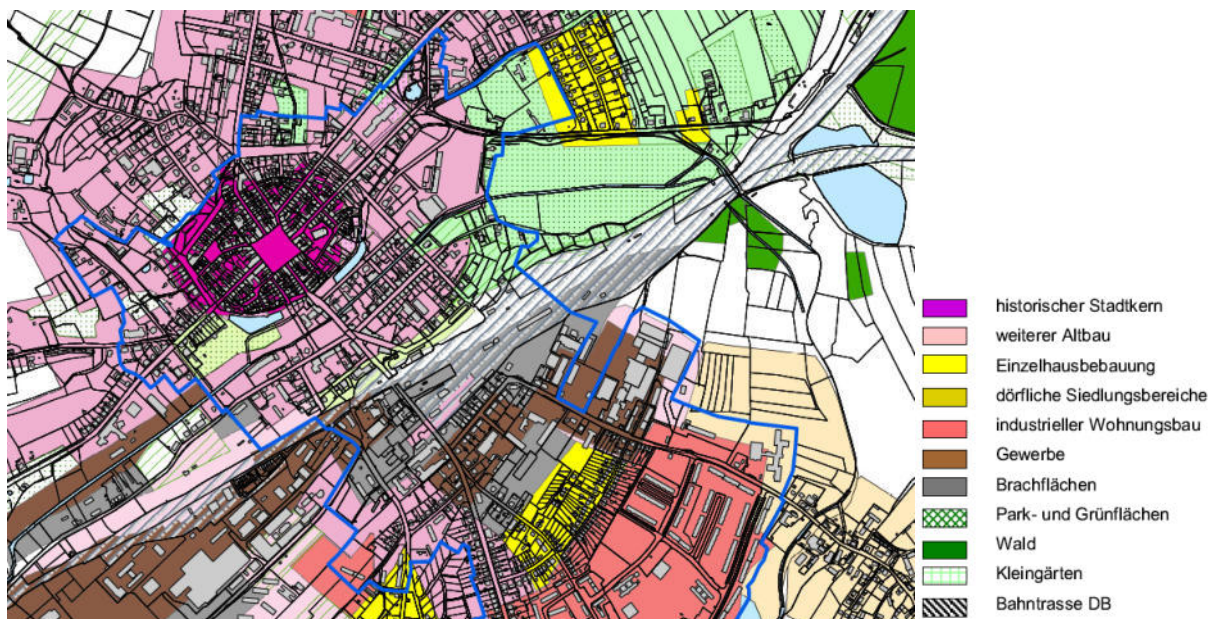 historischer Stadtkern
weiterer Altbau
Einzelhausbebauung
dörfliche Siedlungsbereiche
industrieller Wohnungsbau
Gewerbe
Brachflächen
Park- und Grünflächen
Wald
Kleingärten
Bahntrasse DB